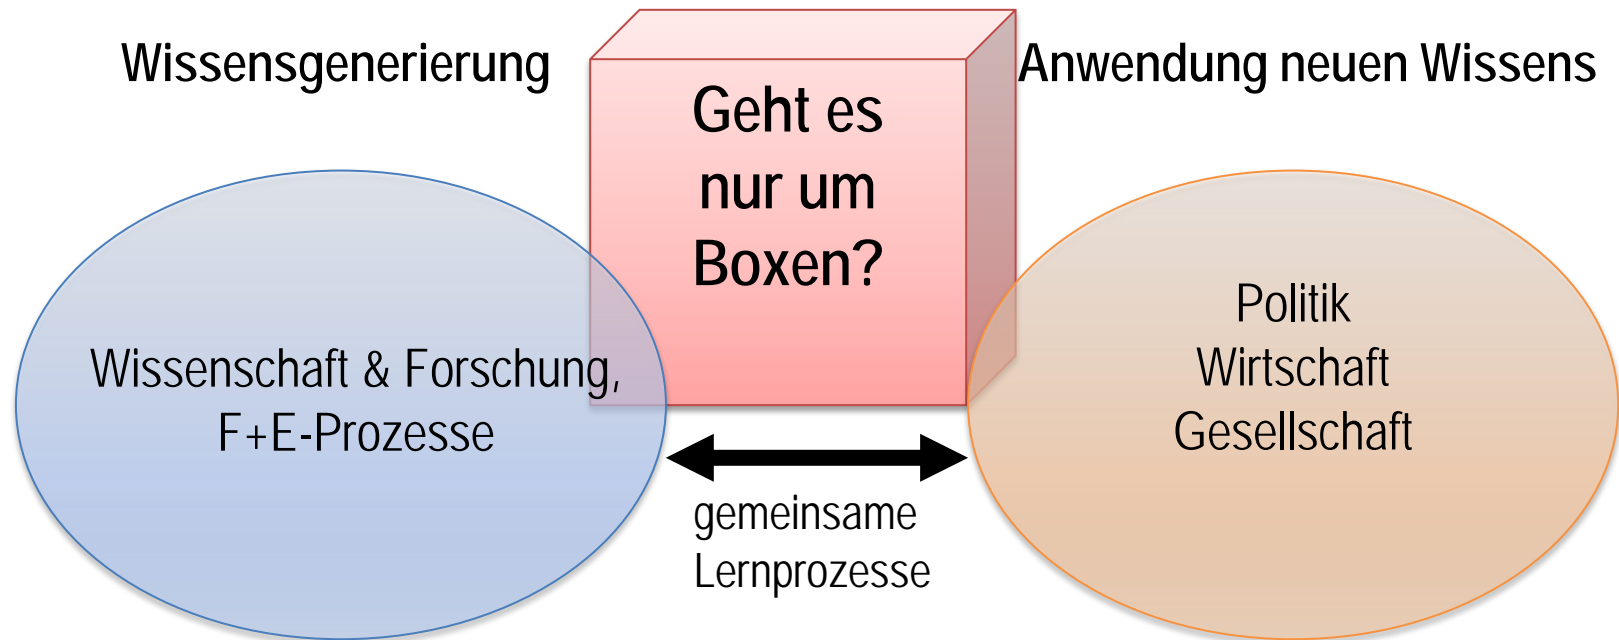 Wissensgenerierung
Geht es
nur um
Boxen?
Anwendung neuen Wissens
Wissenschaft & Forschung,
F+E-Prozesse
Politik
Wirtschaft
Gesellschaft
gemeinsame
Lernprozesse